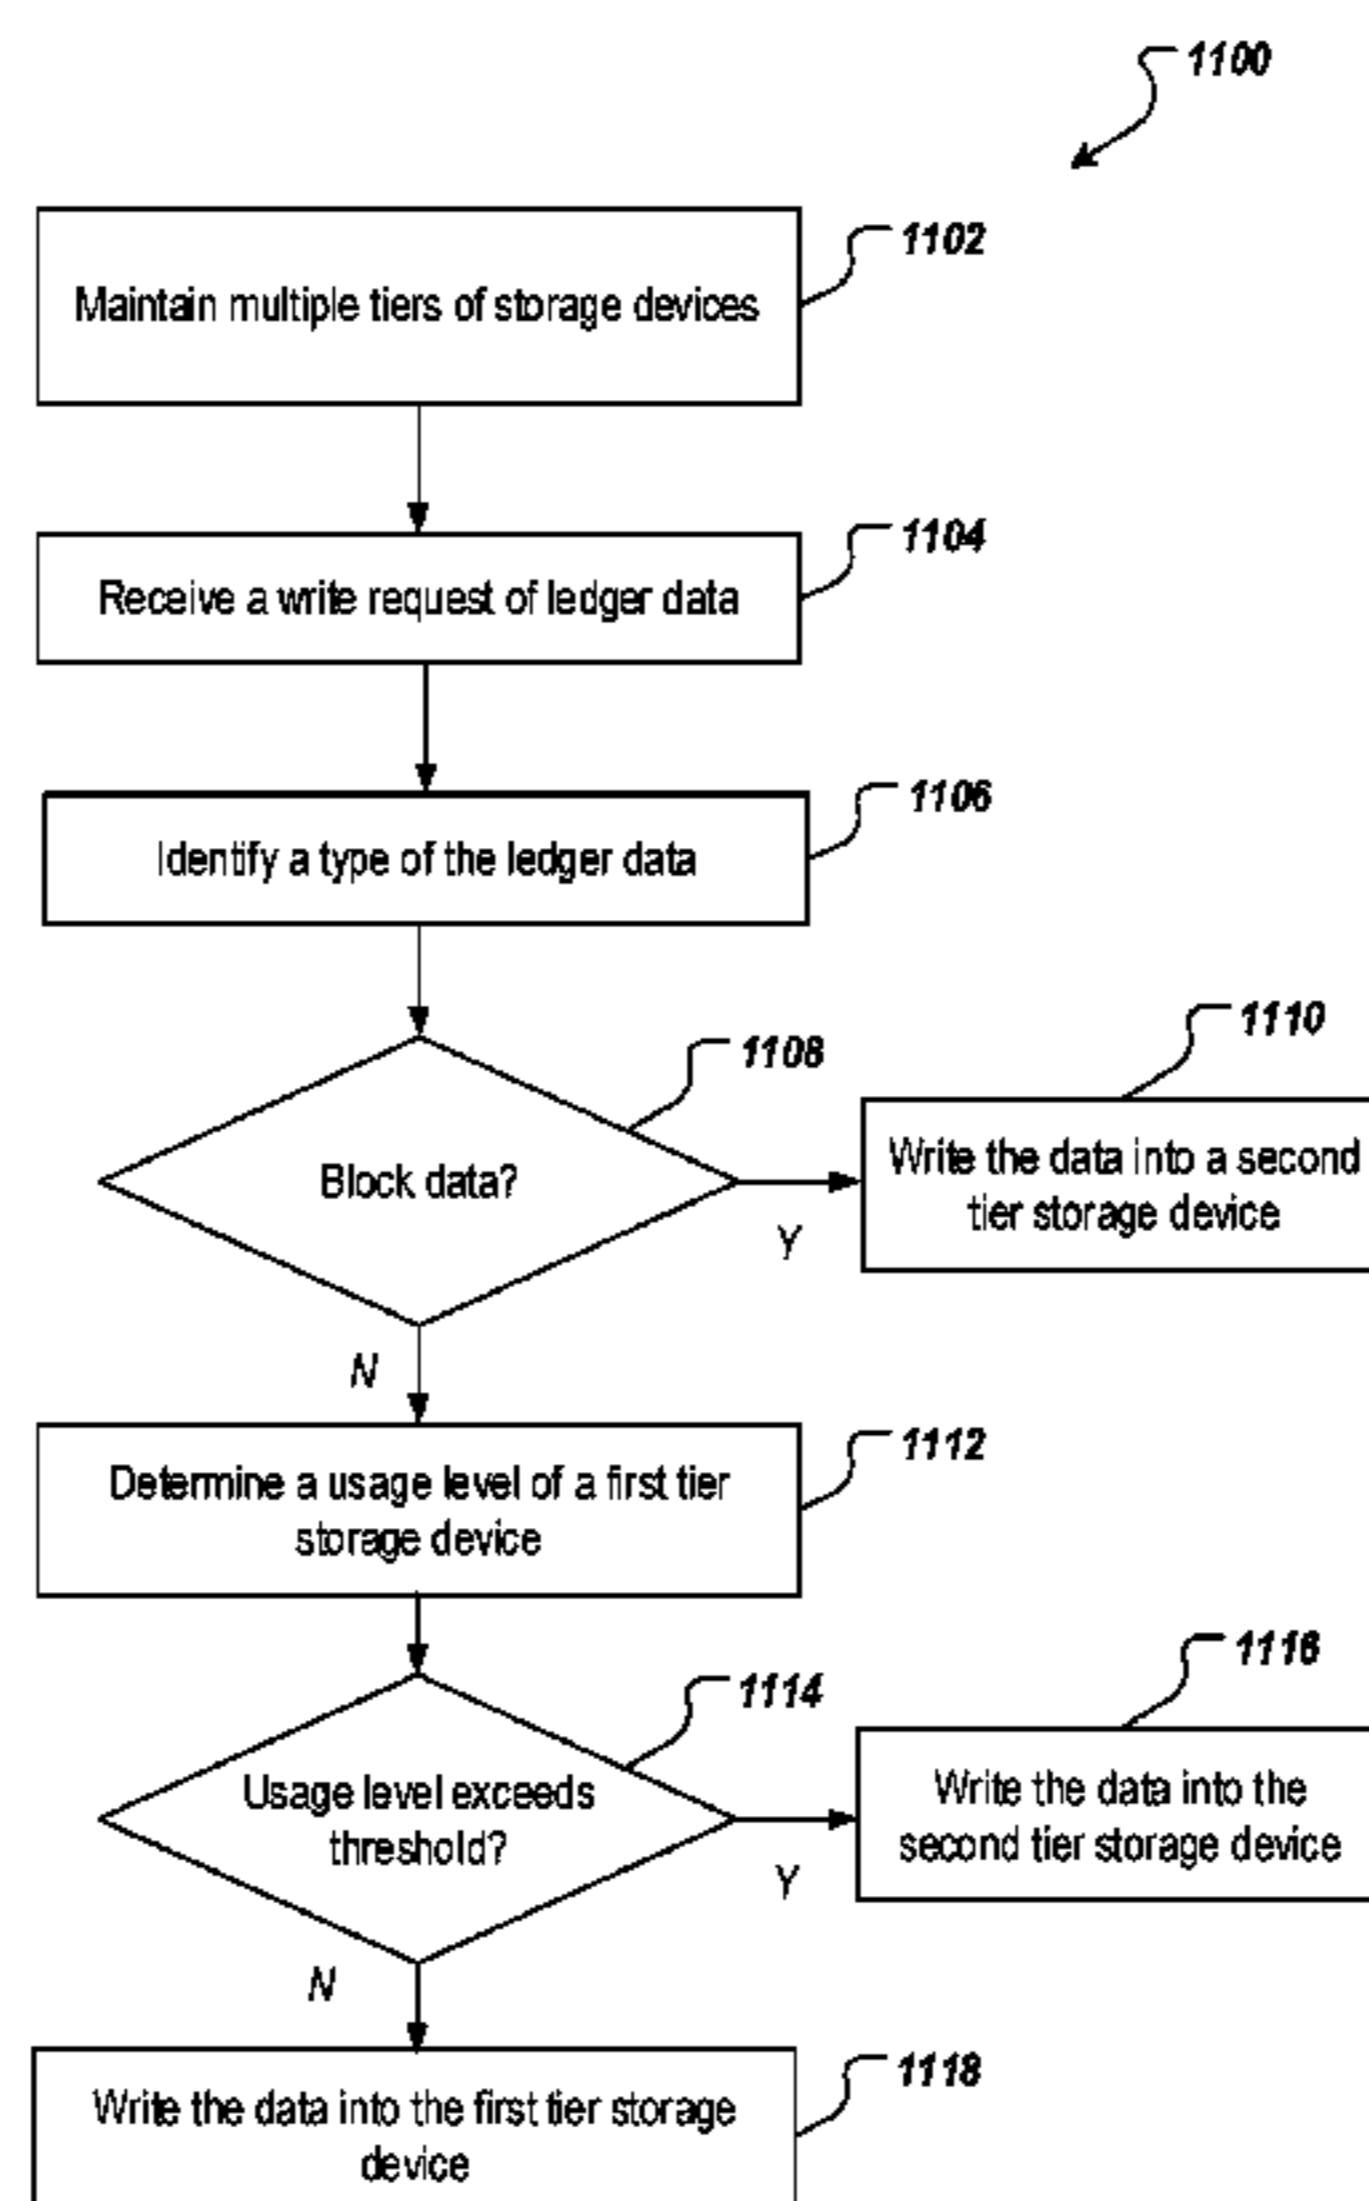 1100
1102
Maintain multiple tiers of storage devices
1104
Receive a write request of ledger data
1106
Identify a type of the ledger data
1108
1110
Block data?
Write the data into a second
tier storage device
Y
N
1112
Determine a usage level of a first tier
storage device
1114
1116
Usage level exceeds
threshold?
Write the data into the
second tier storage device
Y
N
1118
Write the data into the first tier storage
device